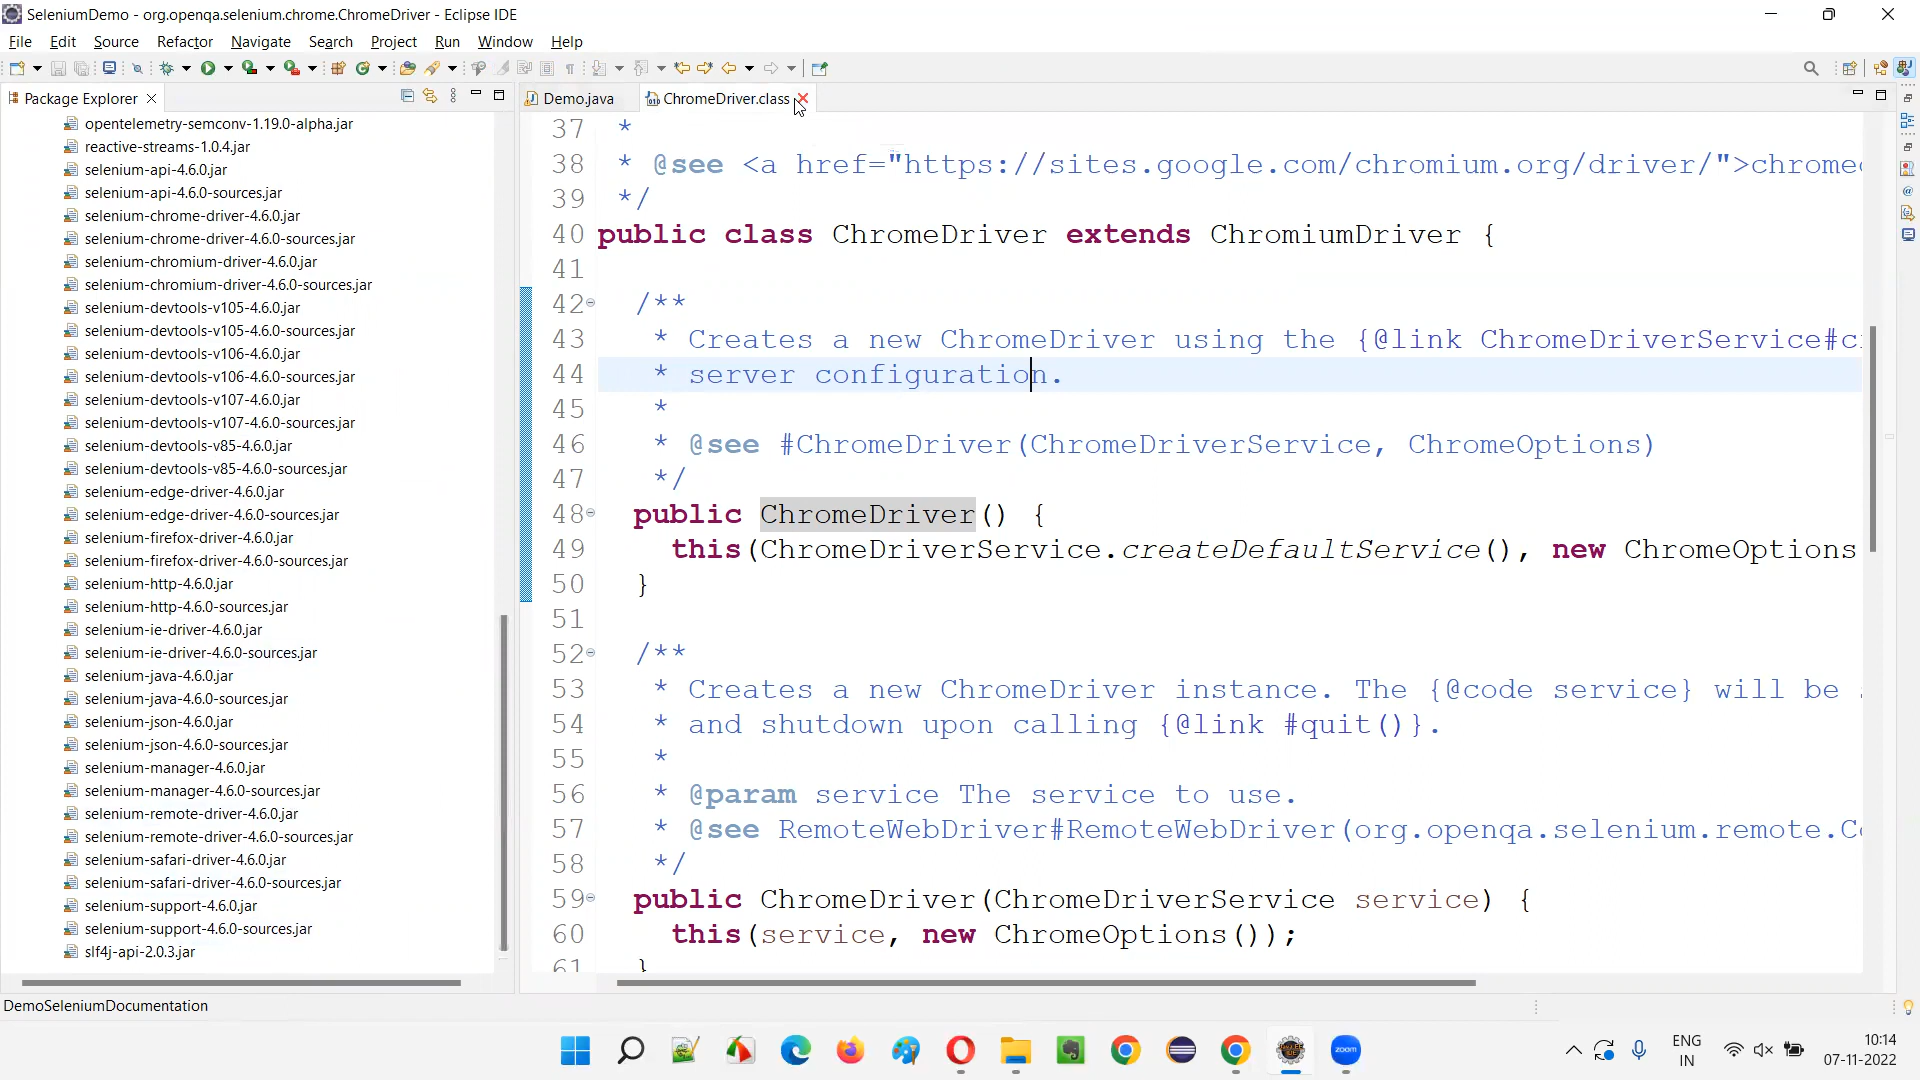 SeleniumDemo - org.openqa.selenium.chrome.ChromeDriver - Eclipse IDE
File Edit Source Refactor Navigate Search Project Run Window Help
Package Explorer
Demo.java ChromeDriver.class
opentelemetry-semconv-1.19.0-alpha.jar
reactive-streams-1.0.4.jar
selenium-api-4.6.0.jar
selenium-api-4.6.0-sources.jar
selenium-chrome-driver-4.6.0.jar
selenium-chrome-driver-4.6.0-sources.jar
selenium-chromium-driver-4.6.0.jar
selenium-chromium-driver-4.6.0-sources.jar
selenium-devtools-v105-4.6.0.jar
selenium-devtools-v105-4.6.0-sources.jar
selenium-devtools-v106-4.6.0.jar
selenium-devtools-v106-4.6.0-sources.jar
selenium-devtools-v107-4.6.0.jar
selenium-devtools-v107-4.6.0-sources.jar
selenium-devtools-v85-4.6.0.jar
selenium-devtools-v85-4.6.0-sources.jar
selenium-edge-driver-4.6.0.jar
selenium-edge-driver-4.6.0-sources.jar
selenium-firefox-driver-4.6.0.jar
selenium-firefox-driver-4.6.0-sources.jar
selenium-http-4.6.0.jar
selenium-http-4.6.0-sources.jar
selenium-ie-driver-4.6.0.jar
selenium-ie-driver-4.6.0-sources.jar
selenium-java-4.6.0.jar
selenium-java-4.6.0-sources.jar
selenium-json-4.6.0.jar
selenium-json-4.6.0-sources.jar
selenium-manager-4.6.0.jar
selenium-manager-4.6.0-sources.jar
selenium-remote-driver-4.6.0.jar
selenium-remote-driver-4.6.0-sources.jar
selenium-safari-driver-4.6.0.jar
selenium-safari-driver-4.6.0-sources.jar
selenium-support-4.6.0.jar
selenium-support-4.6.0-sources.jar
slf4j-api-2.0.3.jar
37 *
38 * @see <a href="https://sites.google.com/chromium.org/driver/">chrome
39 */
40 public class ChromeDriver extends ChromiumDriver {
41
42 /**
43 * Creates a new ChromeDriver using the {@link ChromeDriverService#c
44 * server configuration.
45 *
46 * @see #ChromeDriver(ChromeDriverService, ChromeOptions)
47 */
48 public ChromeDriver() {
49 this(ChromeDriverService.createDefaultService(), new ChromeOptions
50 }
51
52 /**
53 * Creates a new ChromeDriver instance. The {@code service} will be
54 * and shutdown upon calling {@link #quit()}.
55 *
56 * @param service The service to use.
57 * @see RemoteWebDriver#RemoteWebDriver(org.openqa.selenium.remote.C
58 */
59 public ChromeDriver(ChromeDriverService service) {
60 this(service, new ChromeOptions());
61 }
DemoSeleniumDocumentation
zoom
ENG
IN
10:14
07-11-2022